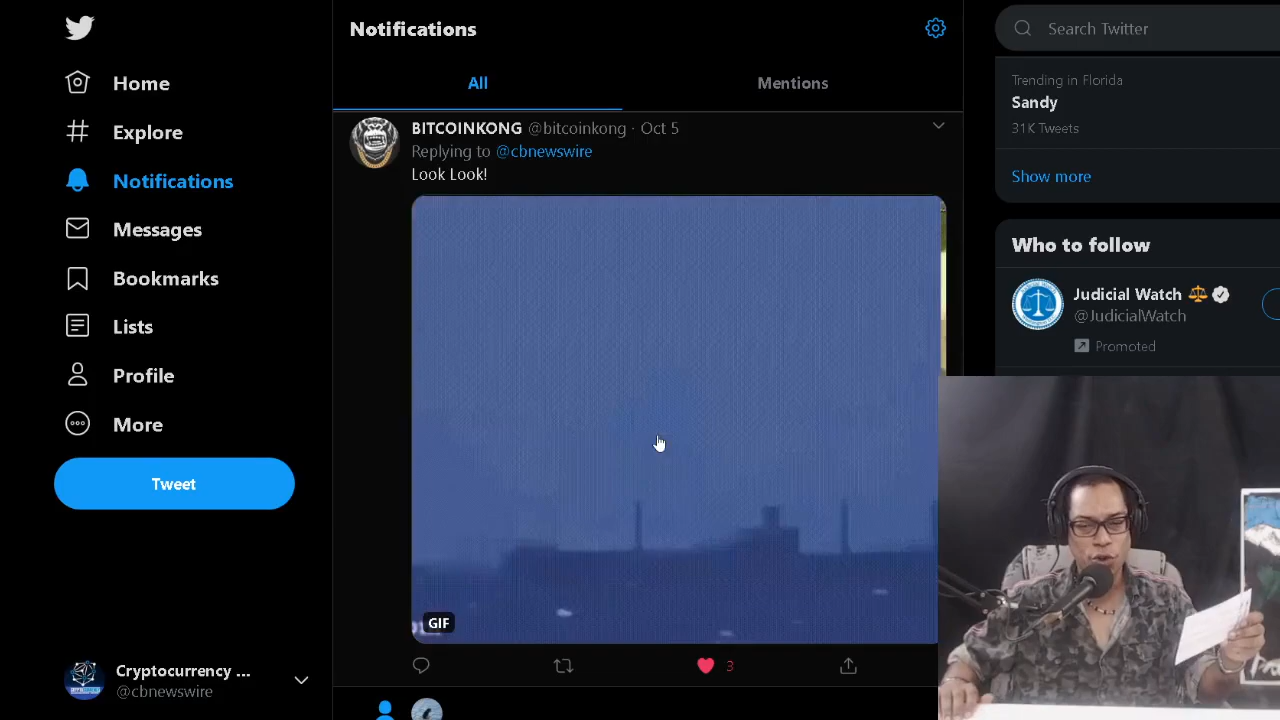 Home
Explore
Notifications
Messages
Bookmarks
Lists
Profile
More
Tweet
Cryptocurrency ...
@cbnewswire
Notifications
All
Mentions
BITCOINKONG @bitcoinkong · Oct 5
Replying to @cbnewswire
Look Look!
GIF
3
Search Twitter
Trending in Florida
Sandy
31K Tweets
Show more
Who to follow
Judicial Watch
@JudicialWatch
Promoted